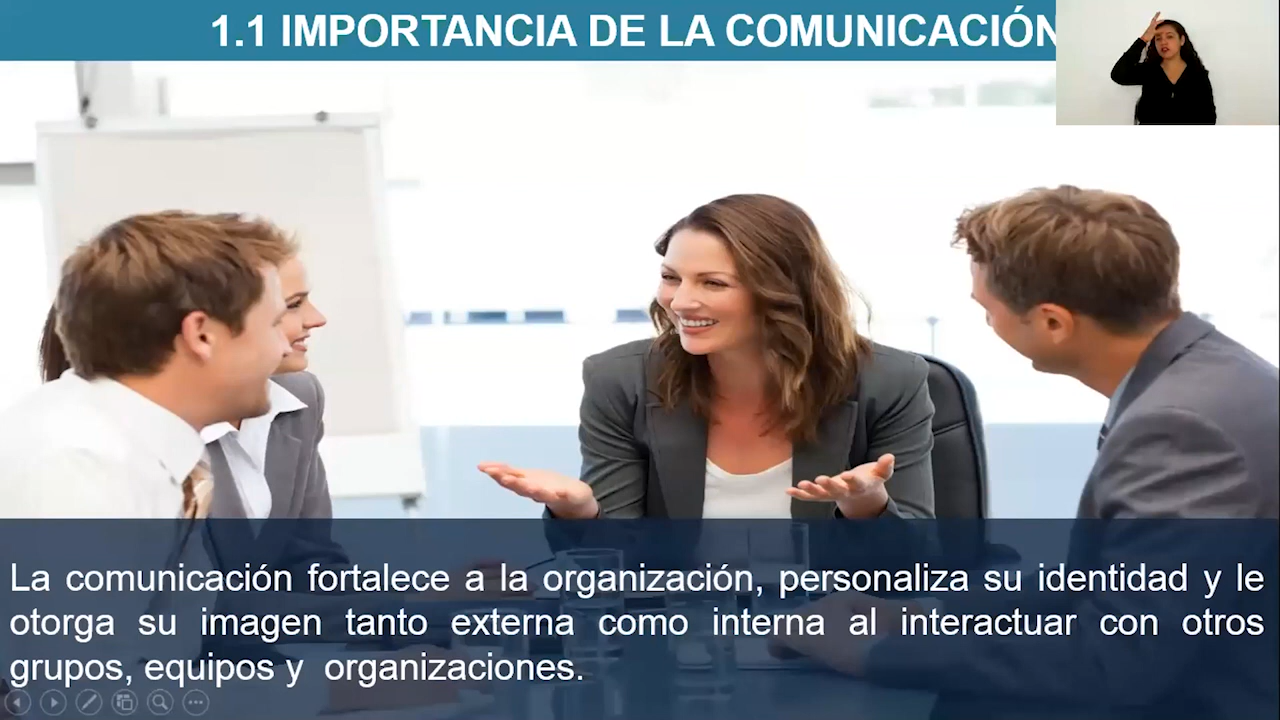 1.1 IMPORTANCIA DE LA COMUNICACIÓN
La comunicación fortalece a la organización, personaliza su identidad y le
otorga su imagen tanto externa como interna al interactuar con otros
grupos, equipos y organizaciones.